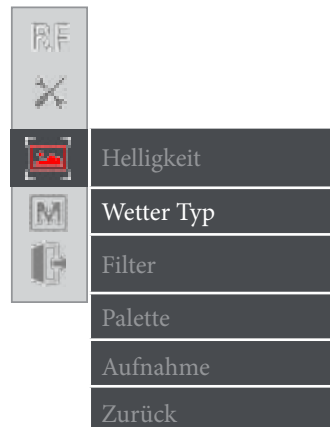 RF
Helligkeit
Wetter Typ
M
Filter
Palette
Aufnahme
Zurück